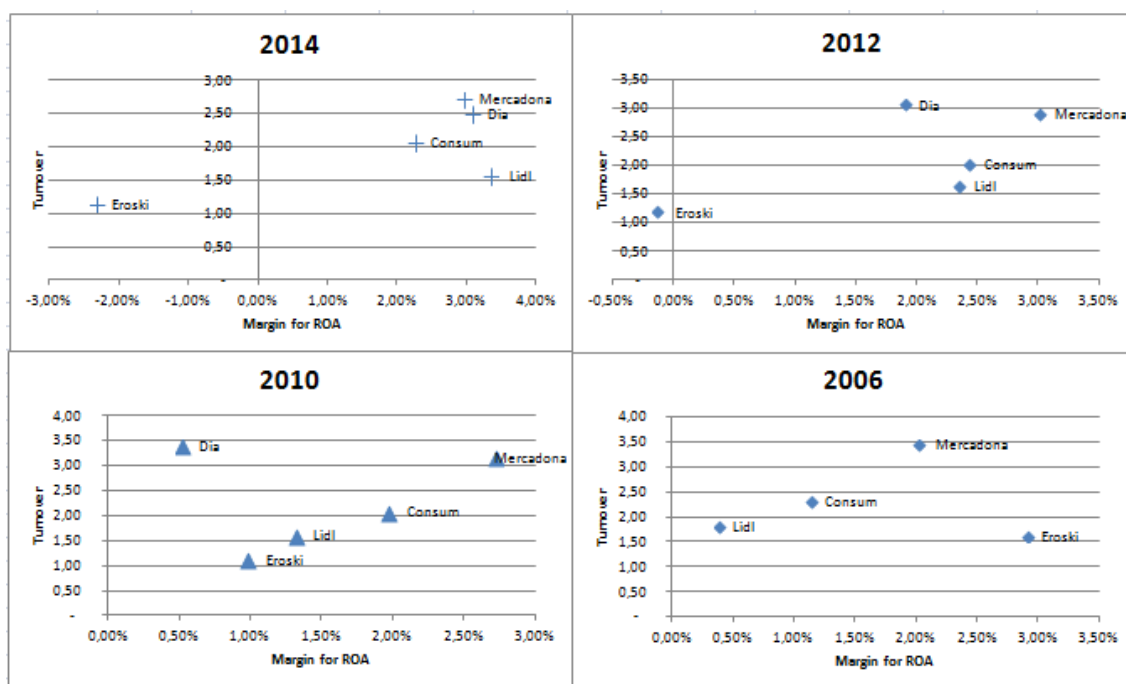 2014
3,00
2,50
2,00
1,50
1,00
0,50
-
Turnover
Mercadona
Dia
Consum
Lidl
Eroski
-3,00% -2,00% -1,00% 0,00% 1,00% 2,00% 3,00% 4,00%
Margin for ROA
2012
3,50
3,00
2,50
2,00
1,50
1,00
0,50
-
Turnover
Dia
Mercadona
Consum
Lidl
Eroski
-0,50% 0,00% 0,50% 1,00% 1,50% 2,00% 2,50% 3,00% 3,50%
Margin for ROA
2010
4,00
3,50
3,00
2,50
2,00
1,50
1,00
0,50
-
Turnover
Dia
Mercadona
Consum
Lidl
Eroski
0,00% 0,50% 1,00% 1,50% 2,00% 2,50% 3,00%
Margin for ROA
2006
4,00
3,50
3,00
2,50
2,00
1,50
1,00
0,50
-
Turnover
Mercadona
Consum
Lidl
Eroski
0,00% 0,50% 1,00% 1,50% 2,00% 2,50% 3,00% 3,50%
Margin for ROA